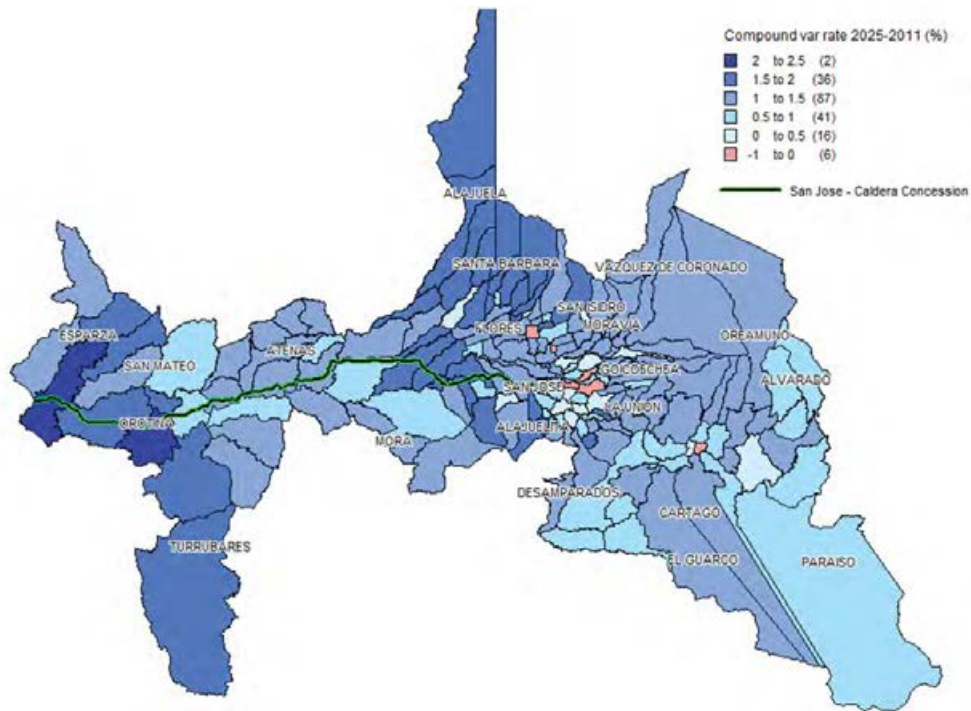 Compound var rate 2025-2011 (%)
2 to 2.5 (2)
1.5 to 2 (36)
1 to 1.5 (87)
0.5 to 1 (41)
0 to 0.5 (16)
-1 to 0 (6)
San Jose - Caldera Concession
ALAJUELA
SANTA BARBARA
VAZQUEZ DE CORONADO
SAN ISIDRO
FLORES
MORAVIA
ESPARZA
OREAMUNO
ATENAS
SAN MATEO
GOICOECHEA
ALVARADO
SAN JOSE
LA UNION
OROTINA
ALAJUELITA
MORA
DESAMPARADOS
CARTAGO
TURRUBARES
EL GUARCO
PARAISO